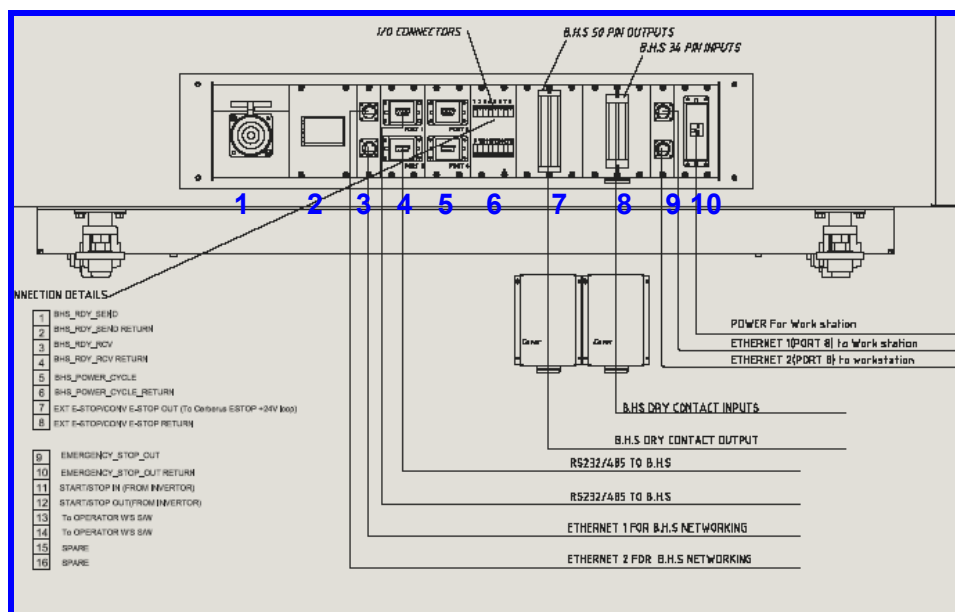 I/O CONNECTORS
B.H.S 50 PIN OUTPUTS
B.H.S 34 PIN INPUTS
PORT 1
PORT 4
1 2 3 4 5 6 7 8 9 10
NNECTION DETAILS
1 BHS_RDY_SEND
2 BHS_RDY_SEND RETURN
3 BHS_RDY_RCV
4 BHS_RDY_RCV RETURN
5 BHS_POWER_CYCLE
6 BHS_POWER_CYCLE_RETURN
7 EXT E-STOP/CONV E-STOP OUT (To Cerberus ESTOP +24V loop)
8 EXT E-STOP/CONV E-STOP RETURN
9 EMERGENCY_STOP_OUT
10 EMERGENCY_STOP_OUT RETURN
11 START/STOP IN (FROM INVERTOR)
12 START/STOP OUT(FROM INVERTOR)
13 To OPERATOR WS S/W
14 To OPERATOR WS S/W
15 SPARE
16 SPARE
POWER For Work station
ETHERNET 1(PORT 8) to Work station
ETHERNET 2(PORT 8) to workstation
B.HS DRY CONTACT INPUTS
B.H.S DRY CONTACT OUTPUT
RS232/485 TO B.H.S
RS232/485 TO B.H.S
ETHERNET 1 FOR B.H.S NETWORKING
ETHERNET 2 FOR B.H.S NETWORKING